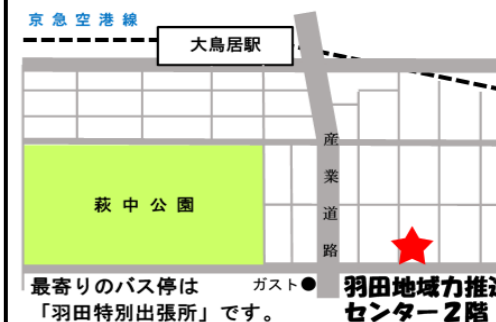 京急空港線
大鳥居駅
産業道路
萩中公園
最寄りのバス停は
「羽田特別出張所」です。
ガスト●
羽田地域力推進
センター2階